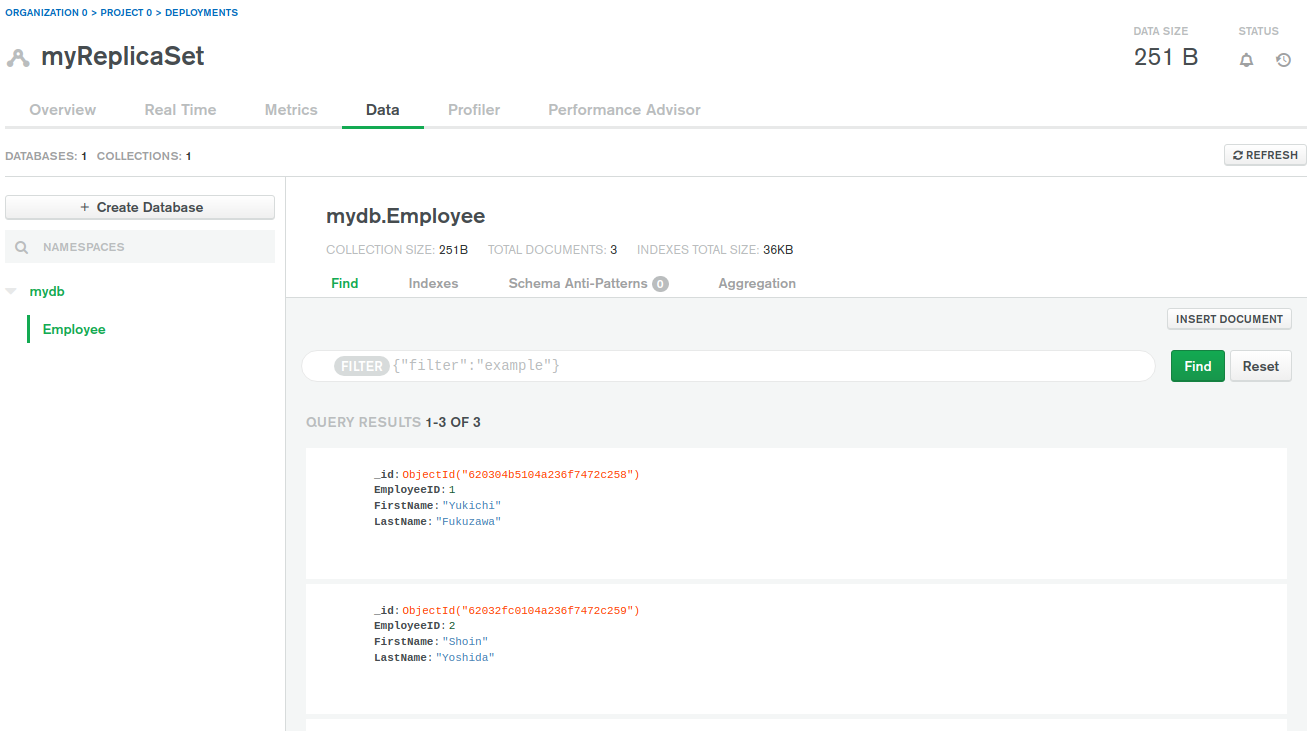 ORGANIZATION 0 > PROJECT 0 > DEPLOYMENTS
DATA SIZE STATUS
myReplicaSet 251 B
Overview Real Time Metrics Data Profiler Performance Advisor
DATABASES: 1 COLLECTIONS: 1 REFRESH
+ Create Database
mydb.Employee
NAMESPACES
COLLECTION SIZE: 251B TOTAL DOCUMENTS: 3 INDEXES TOTAL SIZE: 36KB
Find Indexes Schema Anti-Patterns 0 Aggregation
mydb
Employee
INSERT DOCUMENT
FILTER {"filter":"example"} Find Reset
QUERY RESULTS 1-3 OF 3
_id: ObjectId("620304b5104a236f7472c258")
EmployeeID: 1
FirstName: "Yukichi"
LastName: "Fukuzawa"
_id: ObjectId("62032fc0104a236f7472c259")
EmployeeID: 2
FirstName: "Shoin"
LastName: "Yoshida"